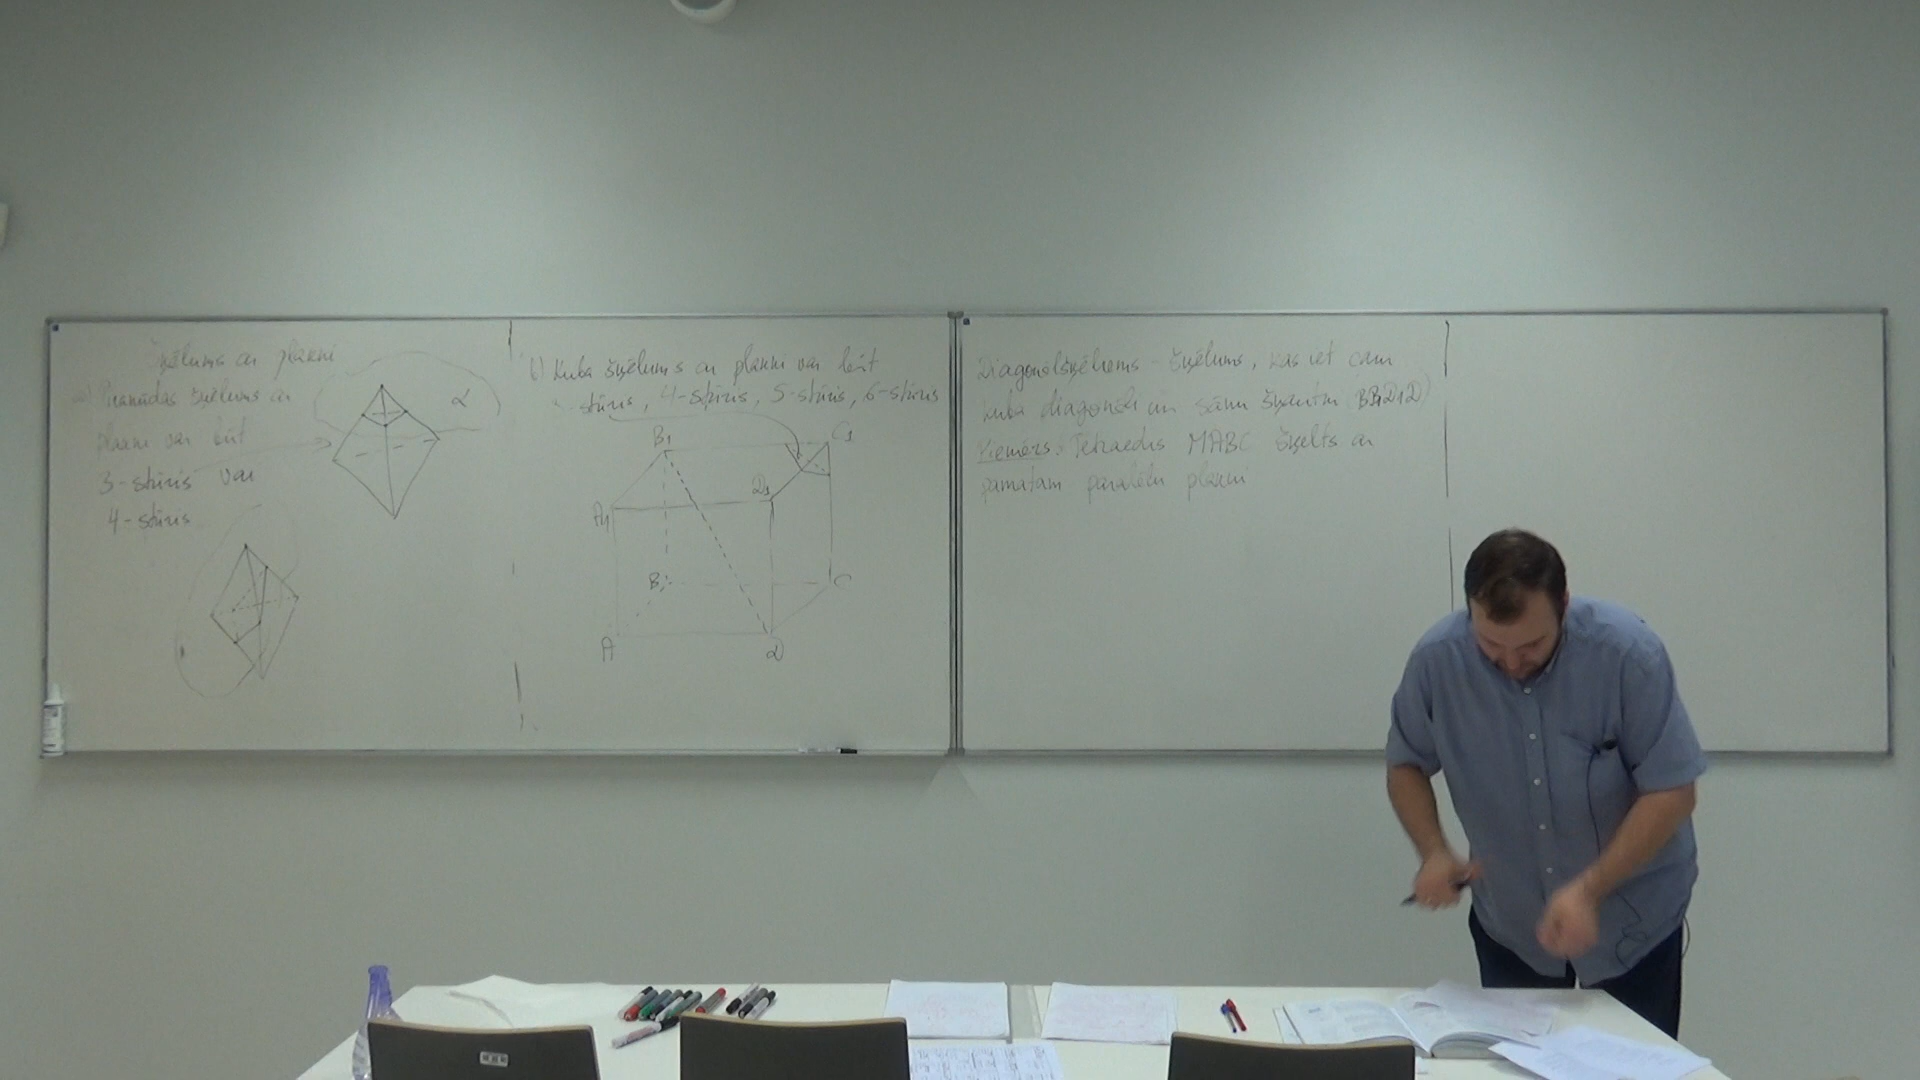 Šķēlums ar plakni
a) Piramīdas šķēlums ar
plakni var būt
3-stūris var
4-stūris
α
b) Kuba šķēlums ar plakni var būt
stūris, 4-stūris, 5-stūris, 6-stūris
B1
C1
A1
D1
B
C
A
D
Diagonālšķēlums - šķēlums, kas iet caur
kuba diagonāli un sānu šķautni BB1D1D)
Piemērs: Tetraedrs MABC šķelts ar
pamatam paralēlu plakni